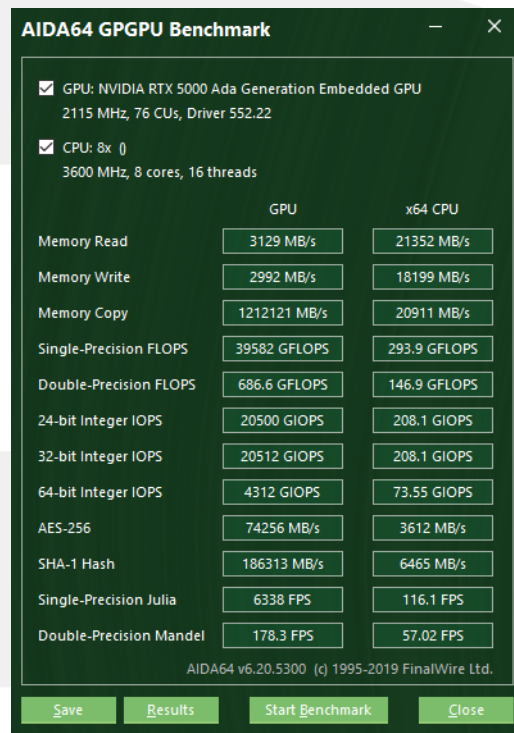 AIDA64 GPGPU Benchmark
GPU: NVIDIA RTX 5000 Ada Generation Embedded GPU
2115 MHz, 76 CUs, Driver 552.22
CPU: 8x ()
3600 MHz, 8 cores, 16 threads
GPU x64 CPU
Memory Read 3129 MB/s 21352 MB/s
Memory Write 2992 MB/s 18199 MB/s
Memory Copy 1212121 MB/s 20911 MB/s
Single-Precision FLOPS 39582 GFLOPS 293.9 GFLOPS
Double-Precision FLOPS 686.6 GFLOPS 146.9 GFLOPS
24-bit Integer IOPS 20500 GIOPS 208.1 GIOPS
32-bit Integer IOPS 20512 GIOPS 208.1 GIOPS
64-bit Integer IOPS 4312 GIOPS 73.55 GIOPS
AES-256 74256 MB/s 3612 MB/s
SHA-1 Hash 186313 MB/s 6465 MB/s
Single-Precision Julia 6338 FPS 116.1 FPS
Double-Precision Mandel 178.3 FPS 57.02 FPS
AIDA64 v6.20.5300 (c) 1995-2019 FinalWire Ltd.
Save Results Start Benchmark Close